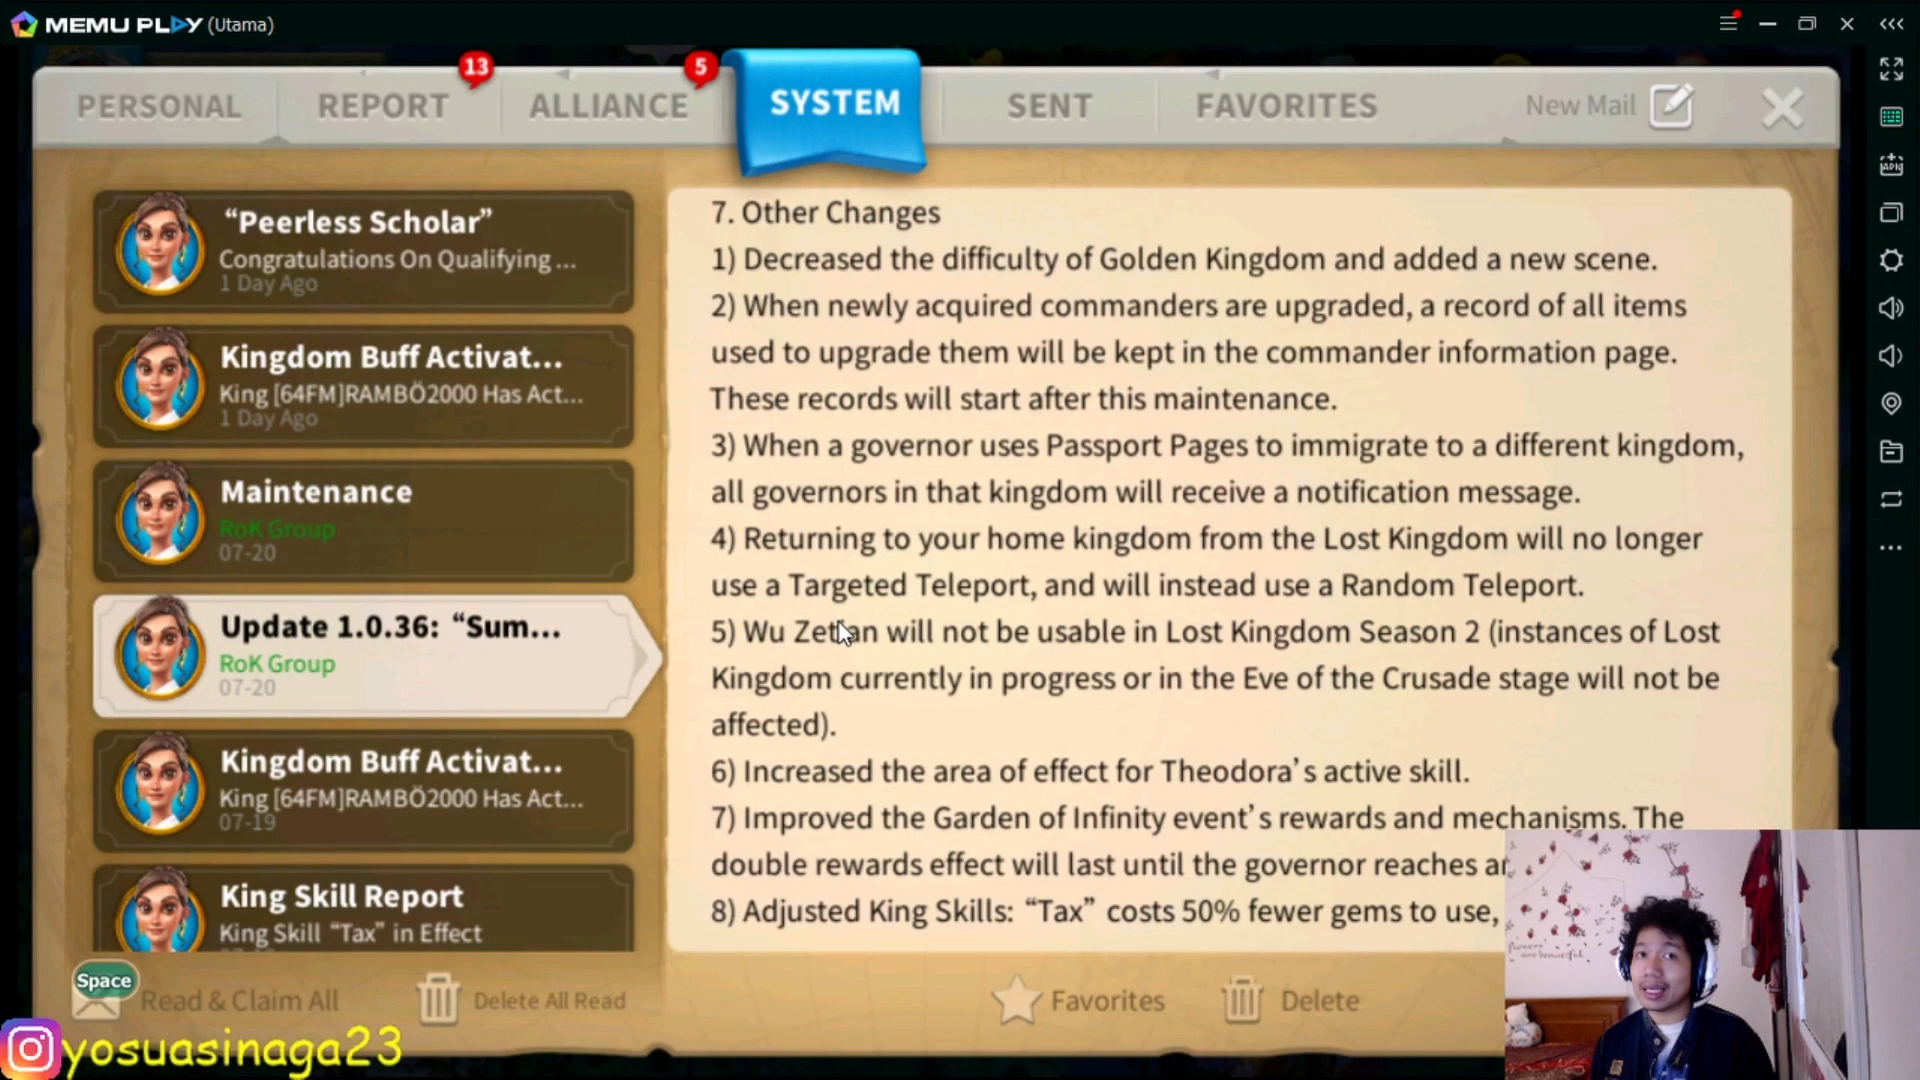 MEMU PLAY (Utama)
PERSONAL
REPORT
13
ALLIANCE
5
SYSTEM
SENT
FAVORITES
New Mail
“Peerless Scholar”
Congratulations On Qualifying ...
1 Day Ago
Kingdom Buff Activat...
King [64FM]RAMBÖ2000 Has Act...
1 Day Ago
Maintenance
RoK Group
07-20
Update 1.0.36: “Sum...
RoK Group
07-20
Kingdom Buff Activat...
King [64FM]RAMBÖ2000 Has Act...
07-19
King Skill Report
King Skill “Tax” in Effect
7. Other Changes
1) Decreased the difficulty of Golden Kingdom and added a new scene.
2) When newly acquired commanders are upgraded, a record of all items
used to upgrade them will be kept in the commander information page.
These records will start after this maintenance.
3) When a governor uses Passport Pages to immigrate to a different kingdom,
all governors in that kingdom will receive a notification message.
4) Returning to your home kingdom from the Lost Kingdom will no longer
use a Targeted Teleport, and will instead use a Random Teleport.
5) Wu Zetian will not be usable in Lost Kingdom Season 2 (instances of Lost
Kingdom currently in progress or in the Eve of the Crusade stage will not be
affected).
6) Increased the area of effect for Theodora’s active skill.
7) Improved the Garden of Infinity event’s rewards and mechanisms. The
double rewards effect will last until the governor reaches
8) Adjusted King Skills: “Tax” costs 50% fewer gems to use,
Space
Read & Claim All
Delete All Read
Favorites
Delete
yosuasinaga23